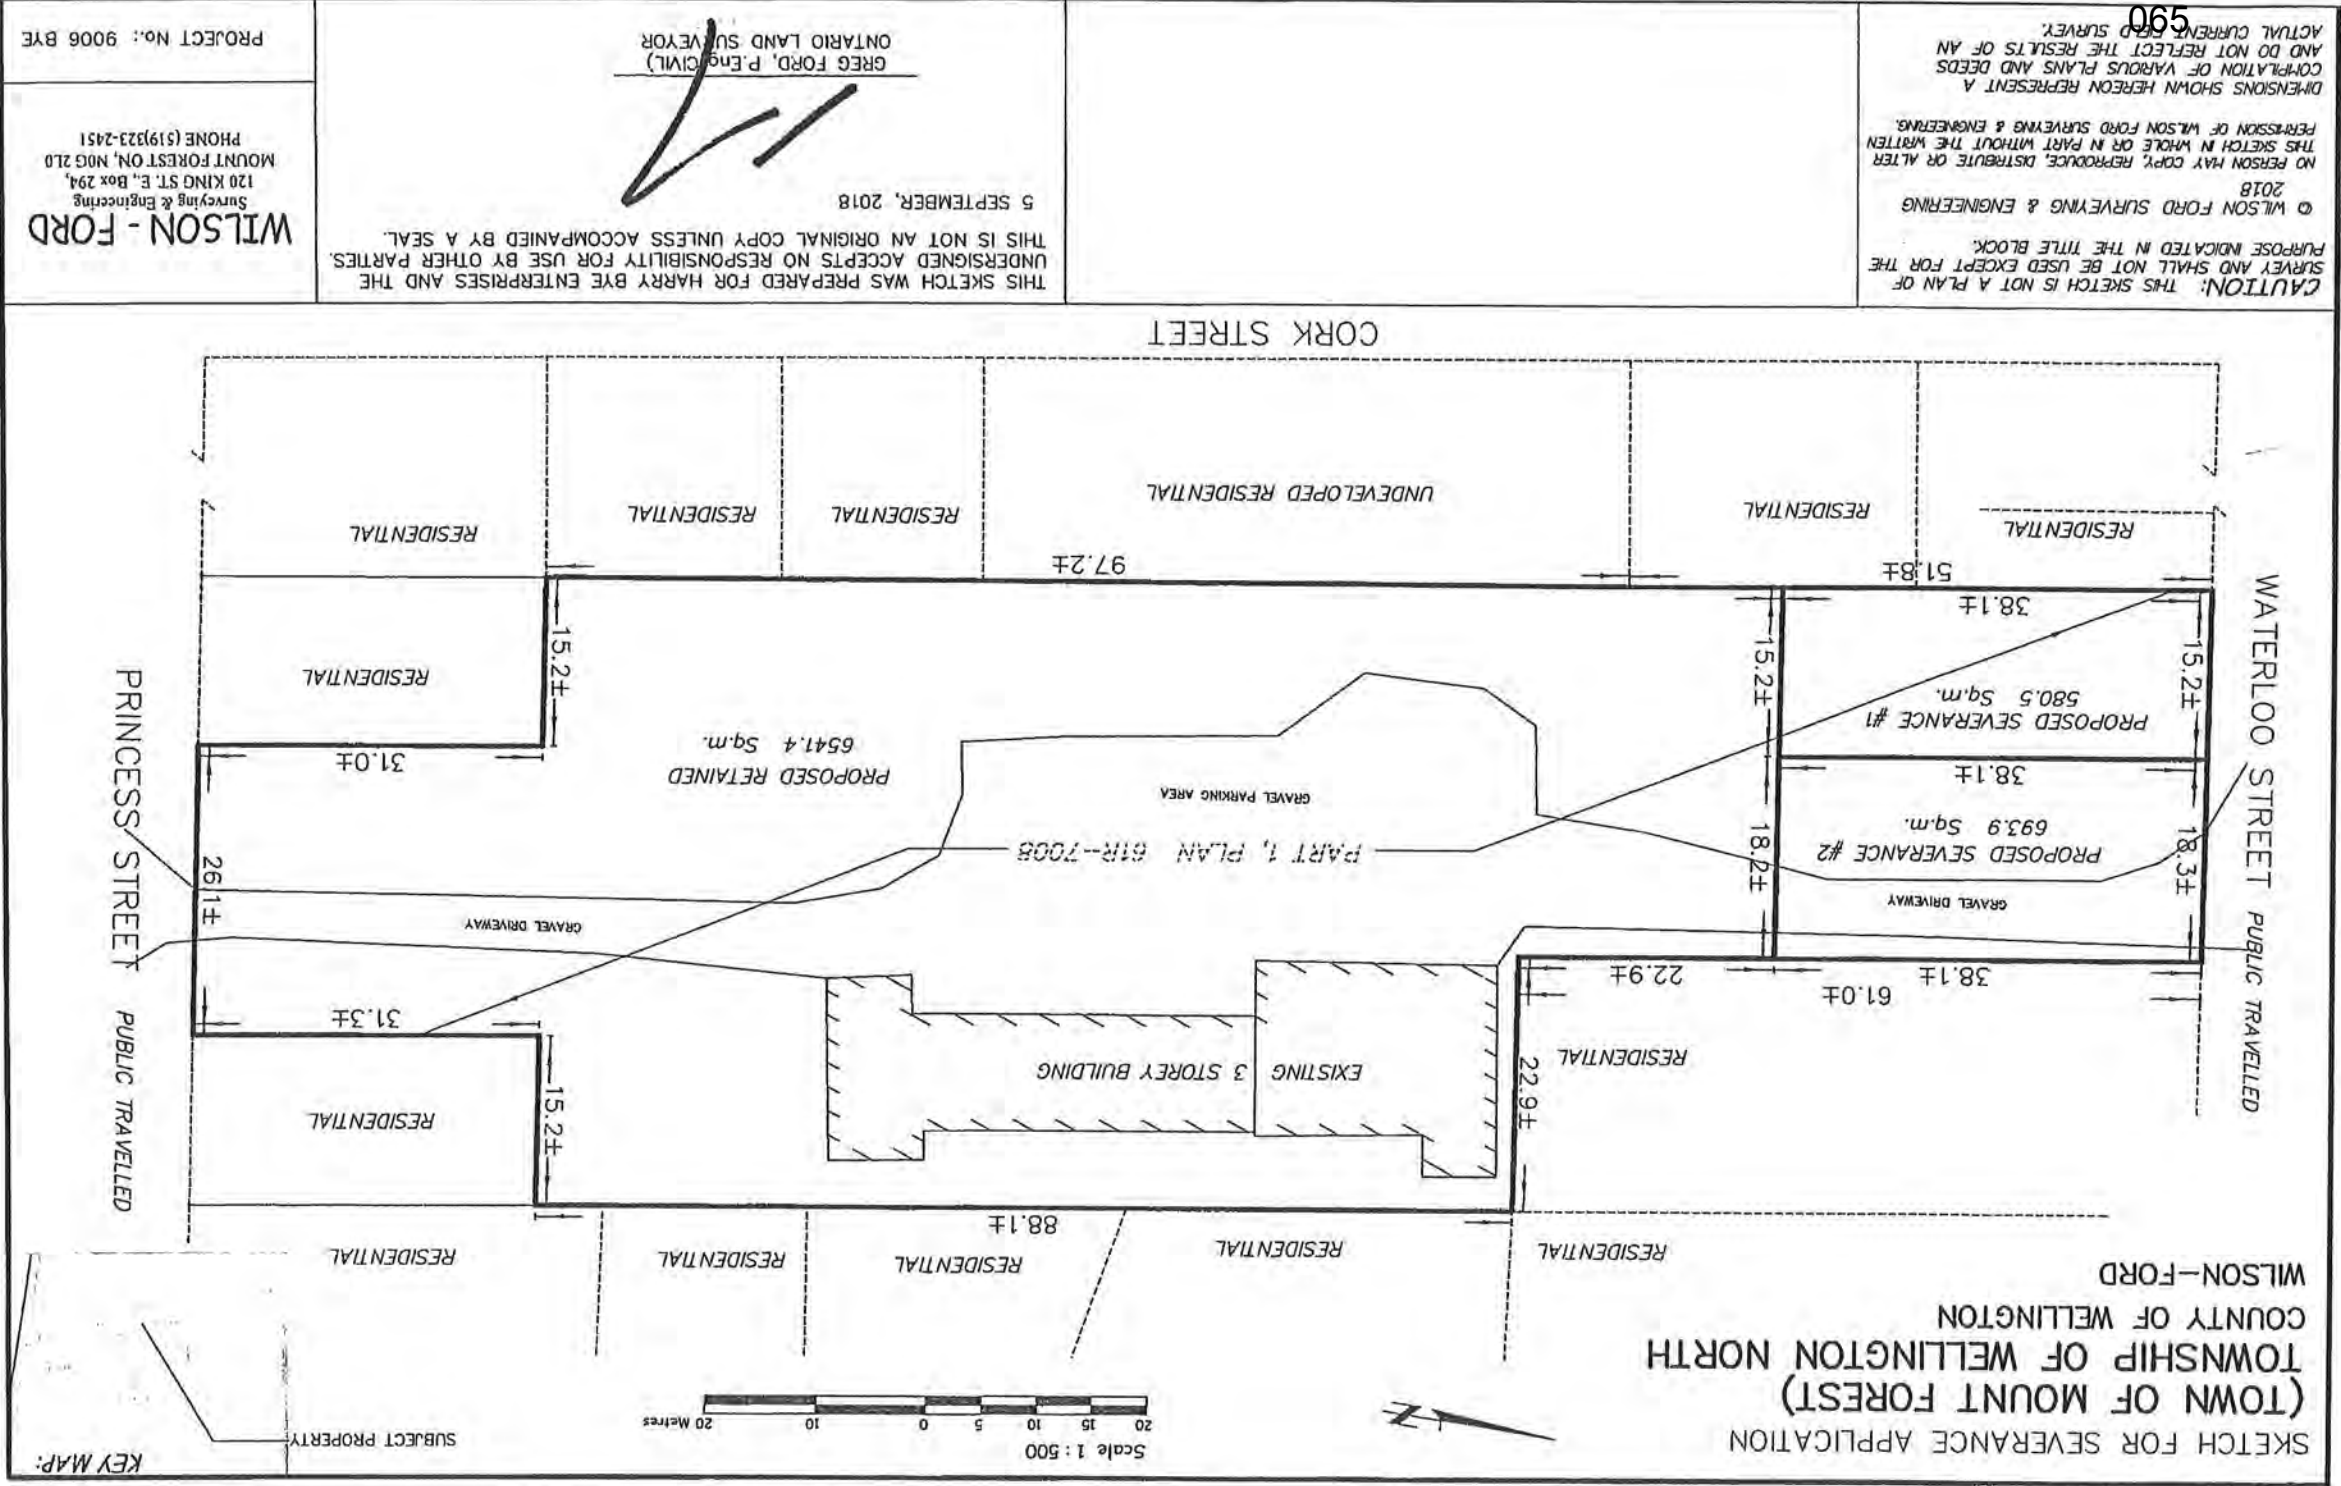 065
SKETCH FOR SEVERANCE APPLICATION
(TOWN OF MOUNT FOREST)
TOWNSHIP OF WELLINGTON NORTH
COUNTY OF WELLINGTON
WILSON-FORD
Scale 1 : 500
20 15 10 5 0 10 20 Metres
KEY MAP:
SUBJECT PROPERTY
RESIDENTIAL
RESIDENTIAL
RESIDENTIAL
RESIDENTIAL
RESIDENTIAL
88.1±
RESIDENTIAL
22.9±
EXISTING 3 STOREY BUILDING
15.2±
RESIDENTIAL
61.0±
38.1±
22.9±
31.3±
WATERLOO STREET PUBLIC TRAVELLED
PRINCESS STREET PUBLIC TRAVELLED
GRAVEL DRIVEWAY
GRAVEL DRIVEWAY
18.3±
PROPOSED SEVERANCE #2
693.9 Sq.m.
18.2±
PART 1, PLAN 61R-7008
26.1±
GRAVEL PARKING AREA
38.1±
PROPOSED RETAINED
6541.4 Sq.m.
31.0±
PROPOSED SEVERANCE #1
580.5 Sq.m.
15.2±
15.2±
15.2±
RESIDENTIAL
38.1±
51.8±
97.2±
RESIDENTIAL
RESIDENTIAL
UNDEVELOPED RESIDENTIAL
RESIDENTIAL
RESIDENTIAL
RESIDENTIAL
CORK STREET
CAUTION: THIS SKETCH IS NOT A PLAN OF
SURVEY AND SHALL NOT BE USED EXCEPT FOR THE
PURPOSE INDICATED IN THE TITLE BLOCK.
© WILSON FORD SURVEYING & ENGINEERING
2018
NO PERSON MAY COPY, REPRODUCE, DISTRIBUTE OR ALTER
THIS SKETCH IN WHOLE OR IN PART WITHOUT THE WRITTEN
PERMISSION OF WILSON FORD SURVEYING & ENGINEERING.
DIMENSIONS SHOWN HEREON REPRESENT A
COMPILATION OF VARIOUS PLANS AND DEEDS
AND DO NOT REFLECT THE RESULTS OF AN
ACTUAL CURRENT FIELD SURVEY.
THIS SKETCH WAS PREPARED FOR HARRY BYE ENTERPRISES AND THE
UNDERSIGNED ACCEPTS NO RESPONSIBILITY FOR USE BY OTHER PARTIES.
THIS IS NOT AN ORIGINAL COPY UNLESS ACCOMPANIED BY A SEAL.
5 SEPTEMBER, 2018
GREG FORD, P.Eng(CIVIL)
ONTARIO LAND SURVEYOR
WILSON - FORD
Surveying & Engineering
120 KING ST. E., Box 294,
MOUNT FOREST ON, N0G 2L0
PHONE (519)323-2451
PROJECT No.: 9006 BYE